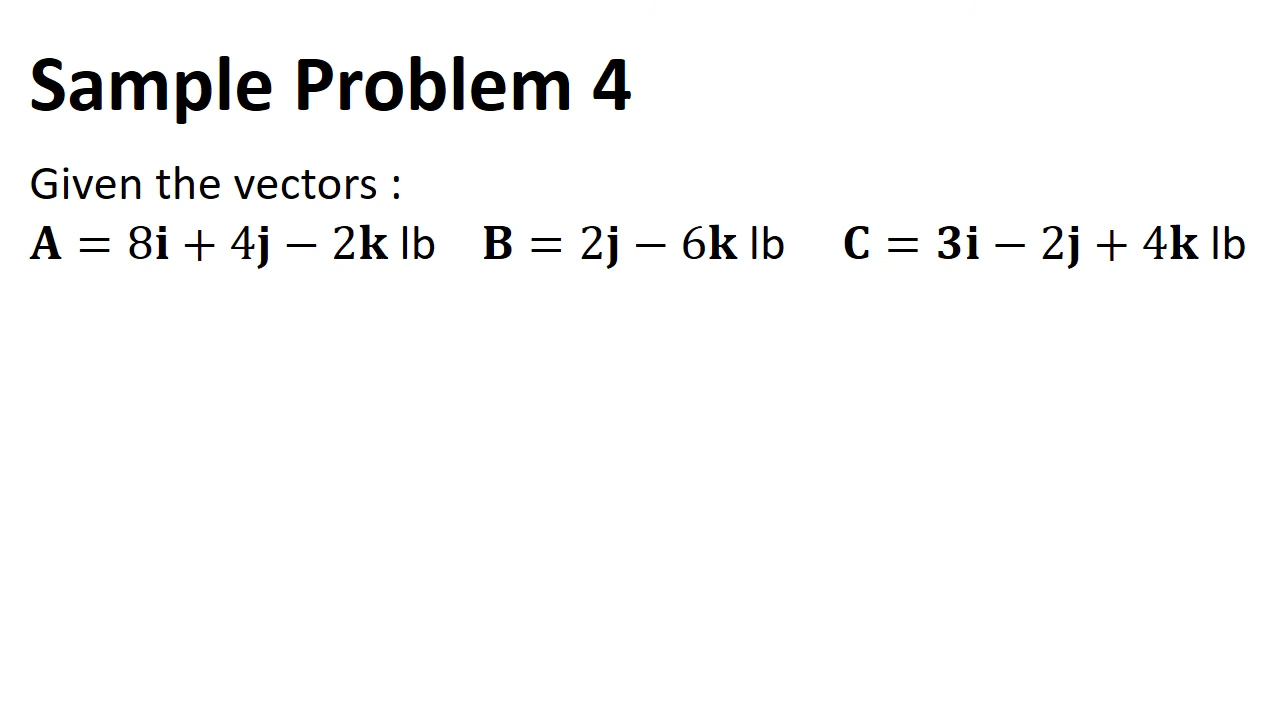 Sample Problem 4
Given the vectors :
A = 8i + 4j − 2k lb B = 2j − 6k lb C = 3i − 2j + 4k lb